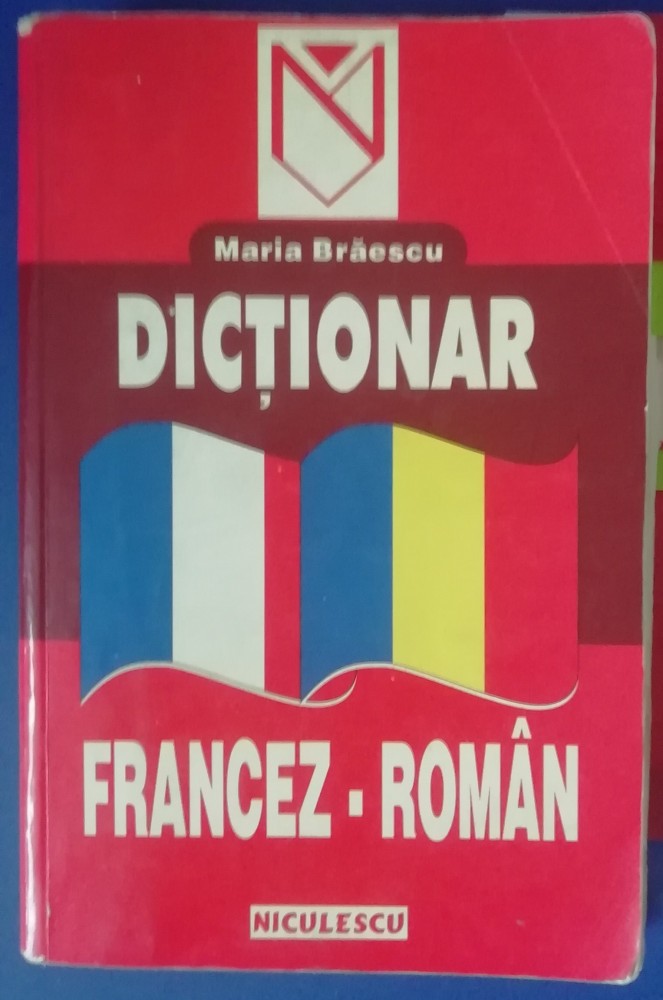 Maria Brăescu
DICȚIONAR
FRANCEZ - ROMÂN
NICULESCU